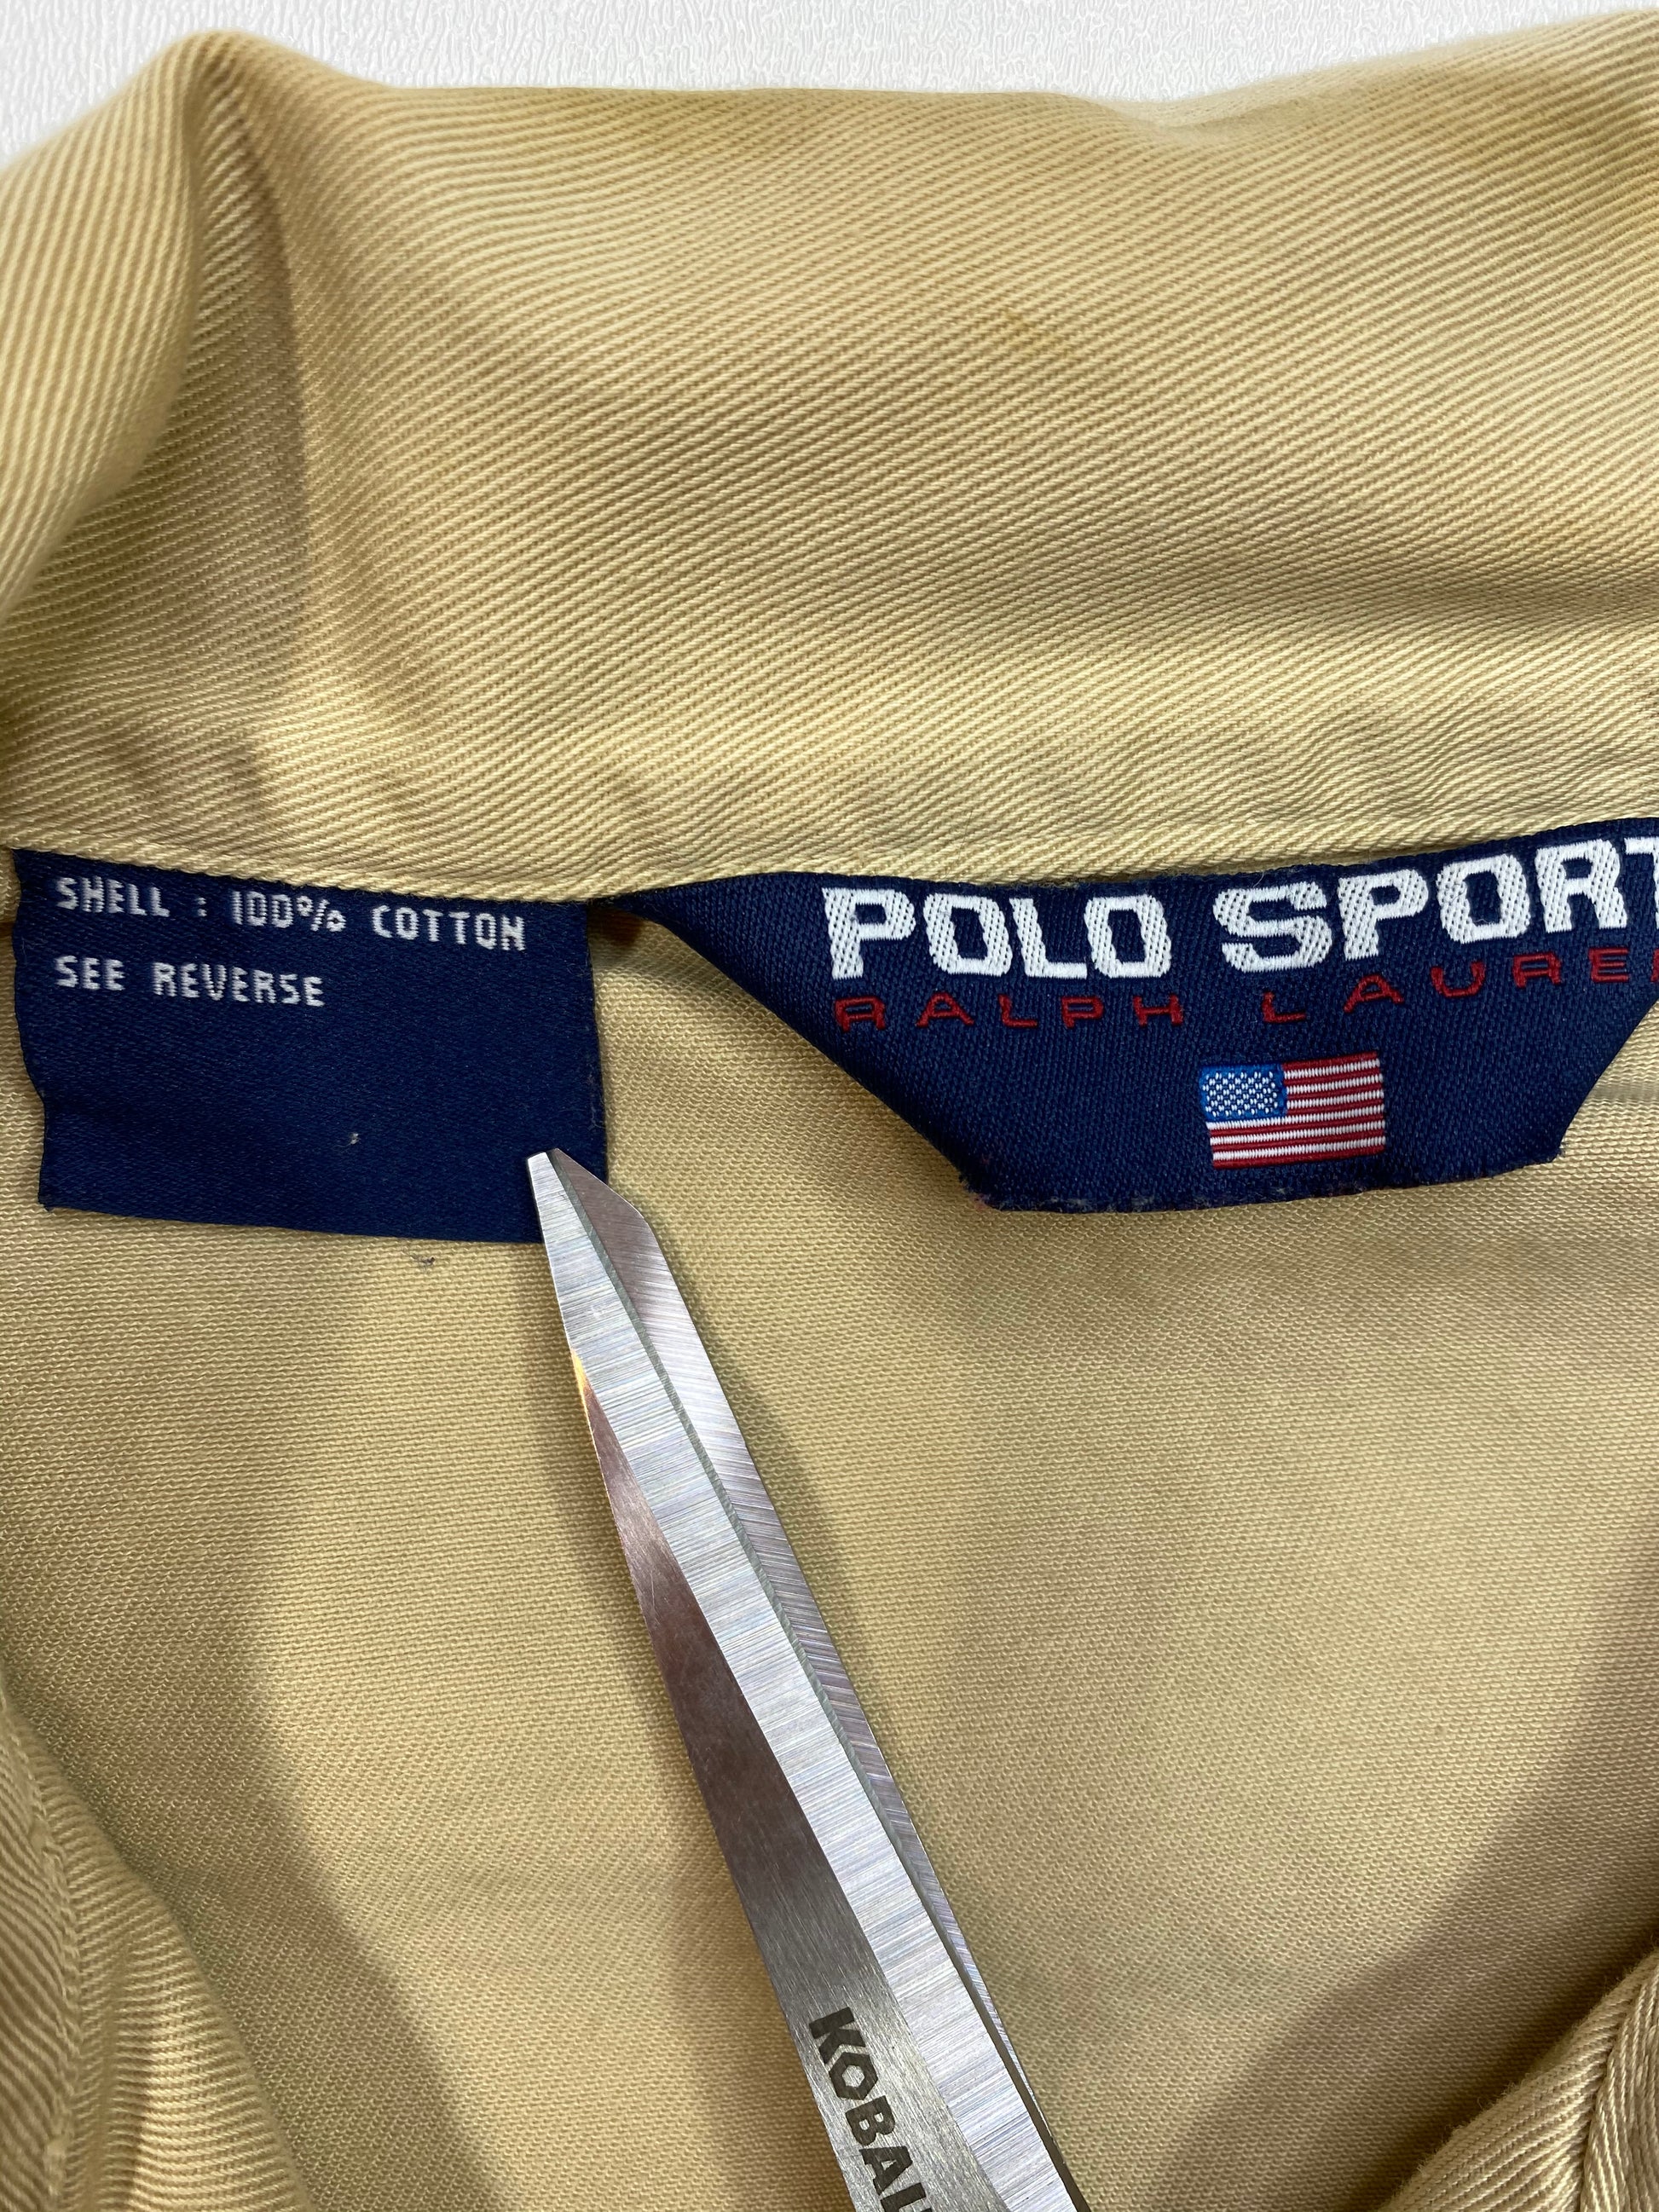 SHELL : 100% COTTON
SEE REVERSE
POLO SPORT
RALPH LAURE
KOBAL